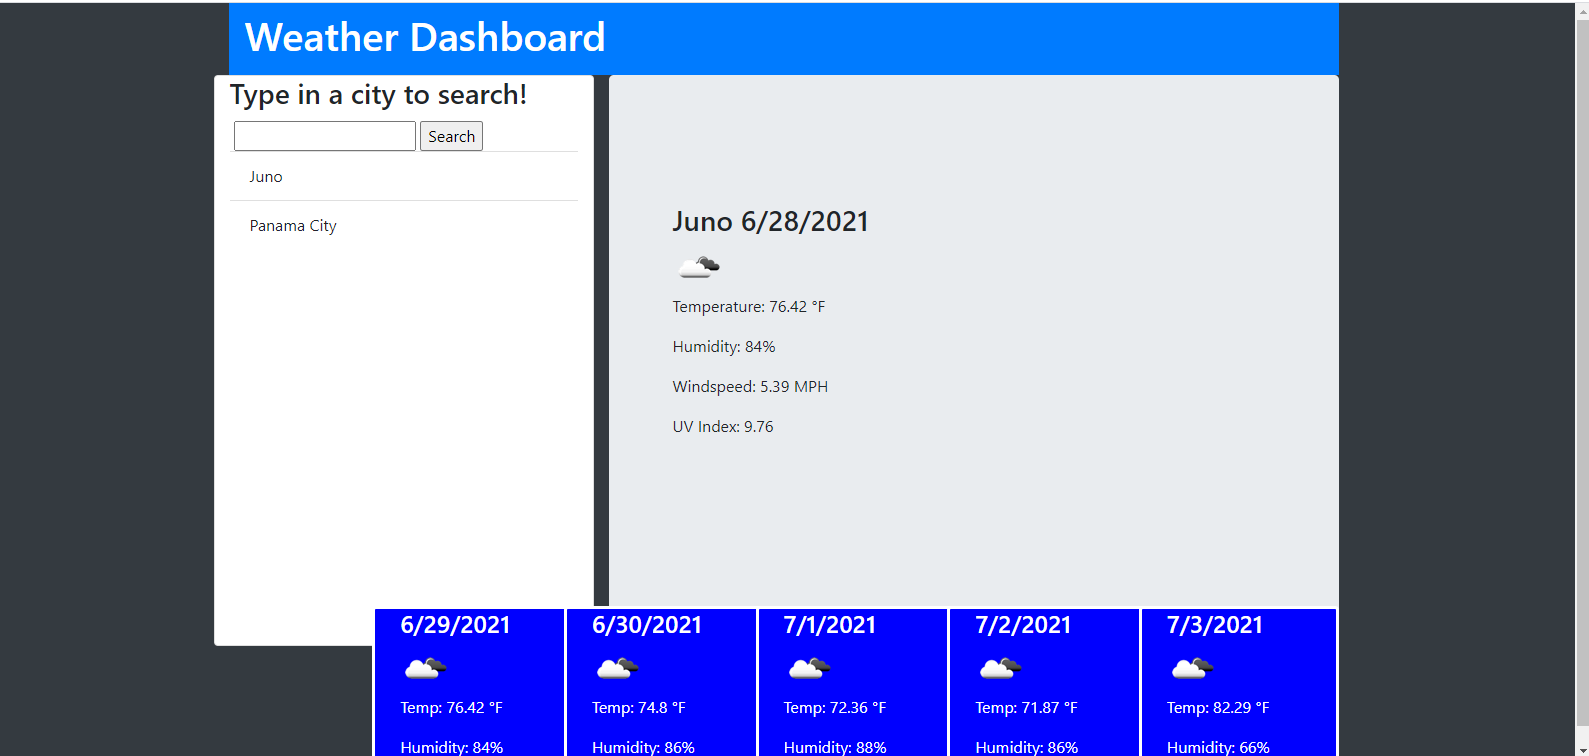 Weather Dashboard
Type in a city to search!
Search
Juno
Panama City
Juno 6/28/2021
Temperature: 76.42 °F
Humidity: 84%
Windspeed: 5.39 MPH
UV Index: 9.76
6/29/2021
Temp: 76.42 °F
Humidity: 84%
6/30/2021
Temp: 74.8 °F
Humidity: 86%
7/1/2021
Temp: 72.36 °F
Humidity: 88%
7/2/2021
Temp: 71.87 °F
Humidity: 86%
7/3/2021
Temp: 82.29 °F
Humidity: 66%